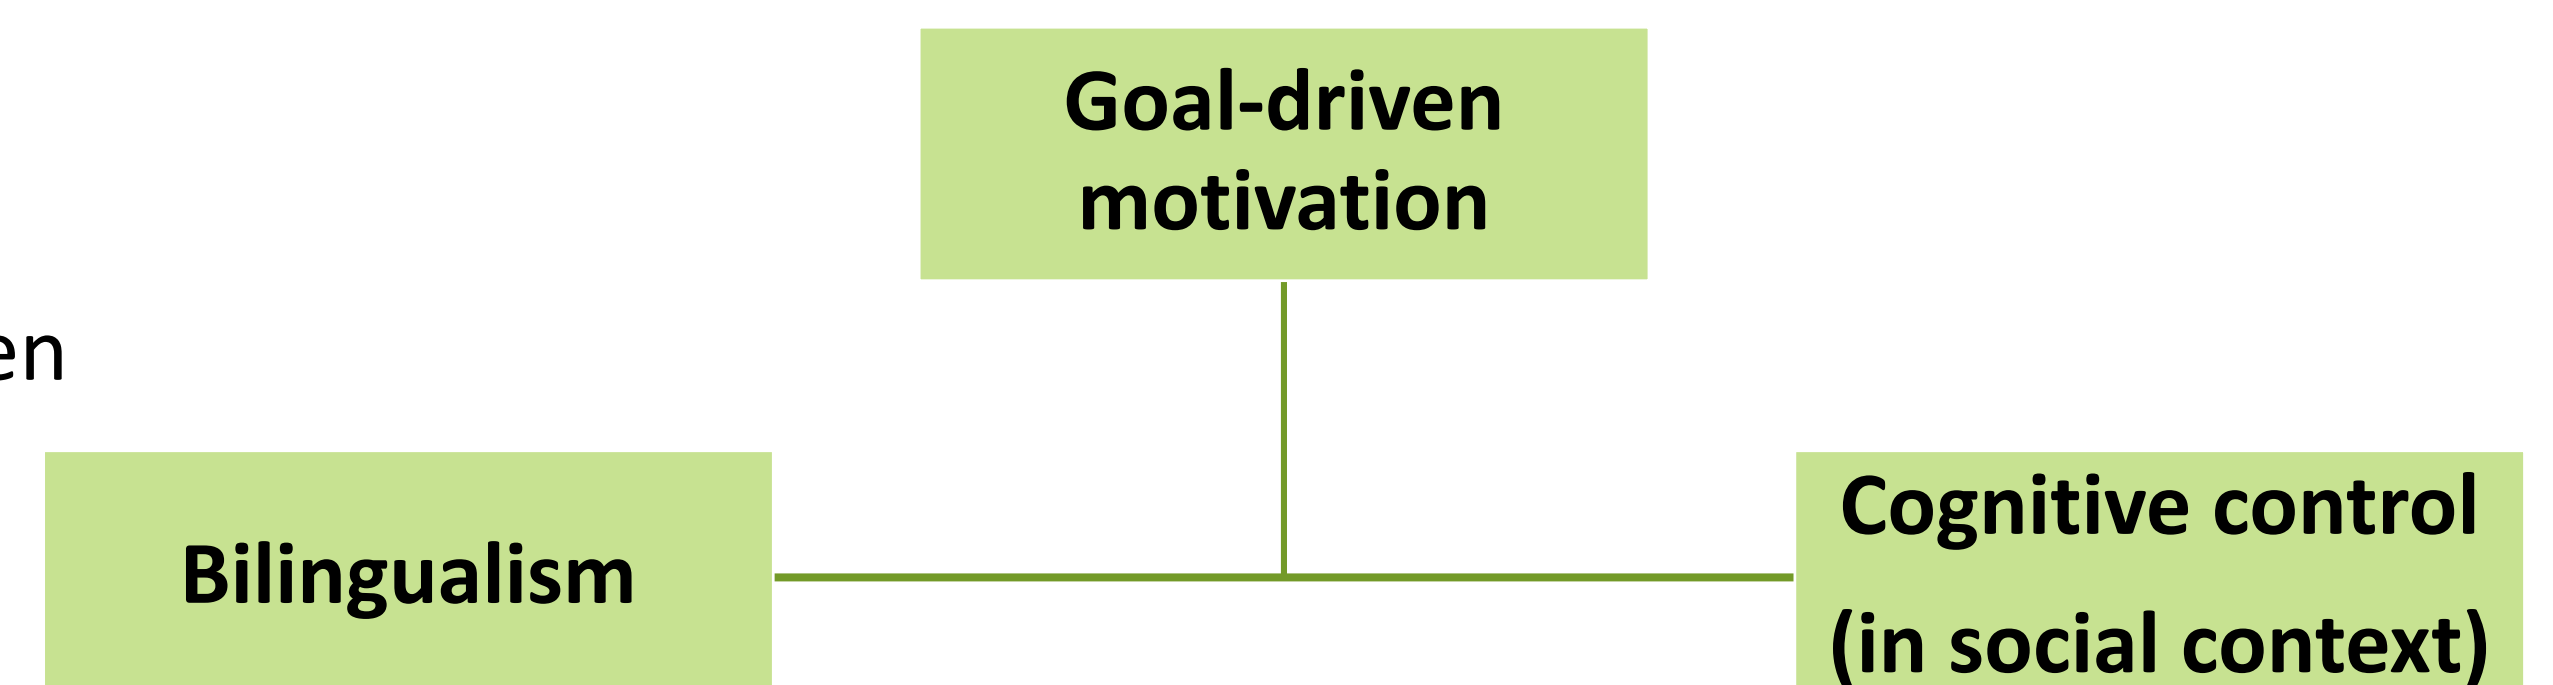 Goal-driven
motivation
en
Bilingualism
Cognitive control
(in social context)